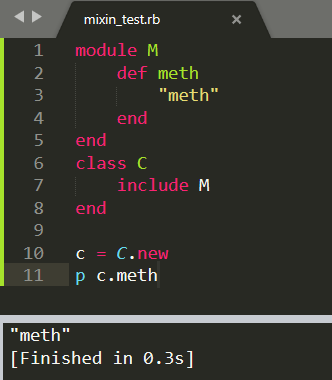 mixin_test.rb
1 module M
2     def meth
3         "meth"
4     end
5 end
6 class C
7     include M
8 end
9
10 c = C.new
11 p c.meth
"meth"
[Finished in 0.3s]